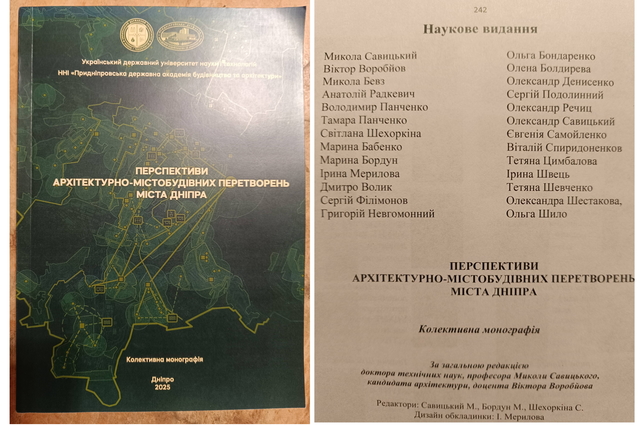 Український державний університет науки і технологій
ННІ «Придніпровська державна академія будівництва та архітектури»
ПЕРСПЕКТИВИ
АРХІТЕКТУРНО-МІСТОБУДІВНИХ ПЕРЕТВОРЕНЬ
МІСТА ДНІПРА
Колективна монографія
Дніпро
2025
242
Наукове видання
Микола Савицький
Віктор Воробйов
Микола Бевз
Анатолій Радкевич
Володимир Панченко
Тамара Панченко
Світлана Шехоркіна
Марина Бабенко
Марина Бордун
Ірина Мерилова
Дмитро Волик
Сергій Філімонов
Григорій Невгомонний
Ольга Бондаренко
Олена Болдирєва
Олександр Денисенко
Сергій Подолинний
Олександр Речиц
Олександр Савицький
Євгенія Самойленко
Віталій Спиридоненков
Тетяна Цимбалова
Ірина Швець
Тетяна Шевченко
Олександра Шестакова,
Ольга Шило
ПЕРСПЕКТИВИ
АРХІТЕКТУРНО-МІСТОБУДІВНИХ ПЕРЕТВОРЕНЬ
МІСТА ДНІПРА
Колективна монографія
За загальною редакцією
доктора технічних наук, професора Миколи Савицького,
кандидата архітектури, доцента Віктора Воробйова
Редактори: Савицький М., Бордун М., Шехоркіна С.
Дизайн обкладинки: І. Мерилова